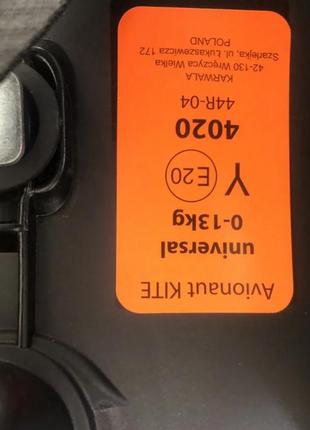 Avionaut KITE
universal
0-13kg
Y E20
4020
44R-04
KARWALA
42-130 Wręczyca Wielka
Szarlejka, ul. Łukaszewicza 172
POLAND